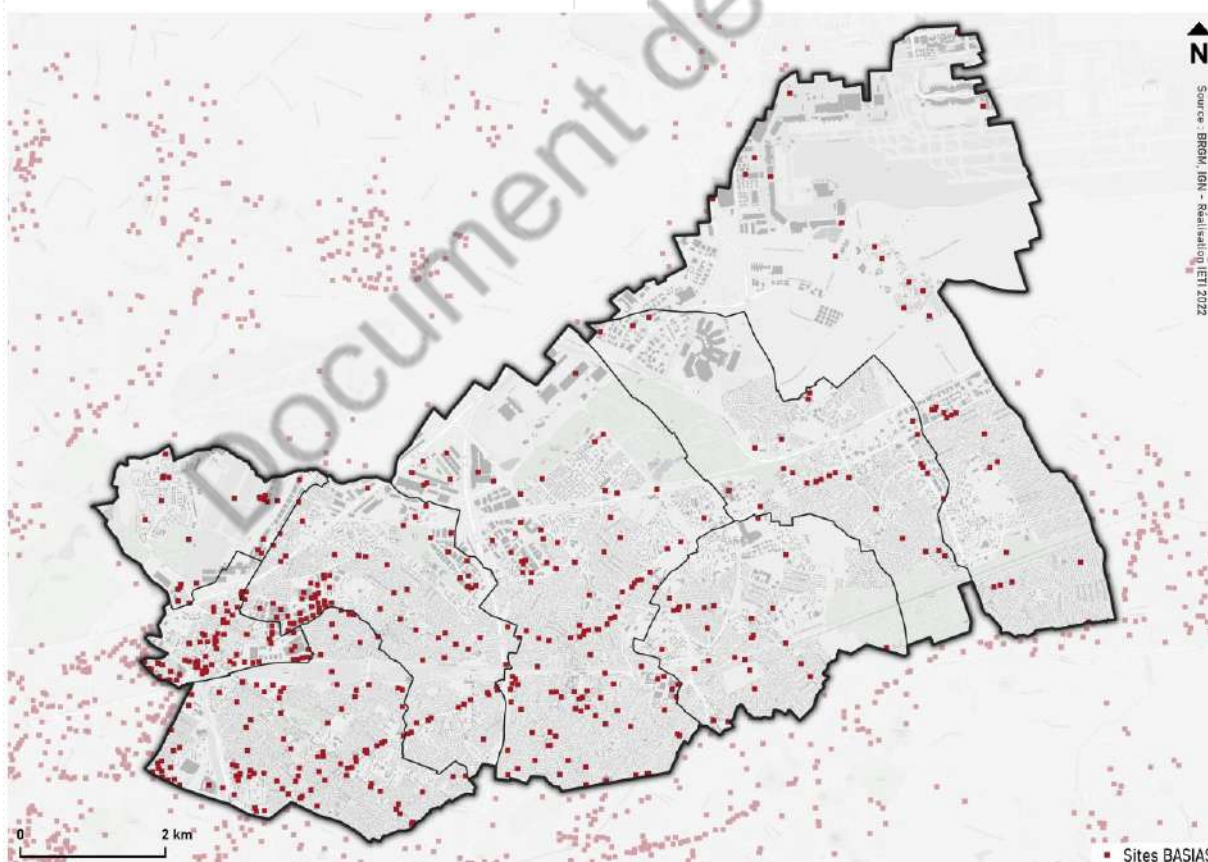 Document de
N
Source : BRGM, IGN - Réalisation IETI 2022
0
2 km
Sites BASIAS